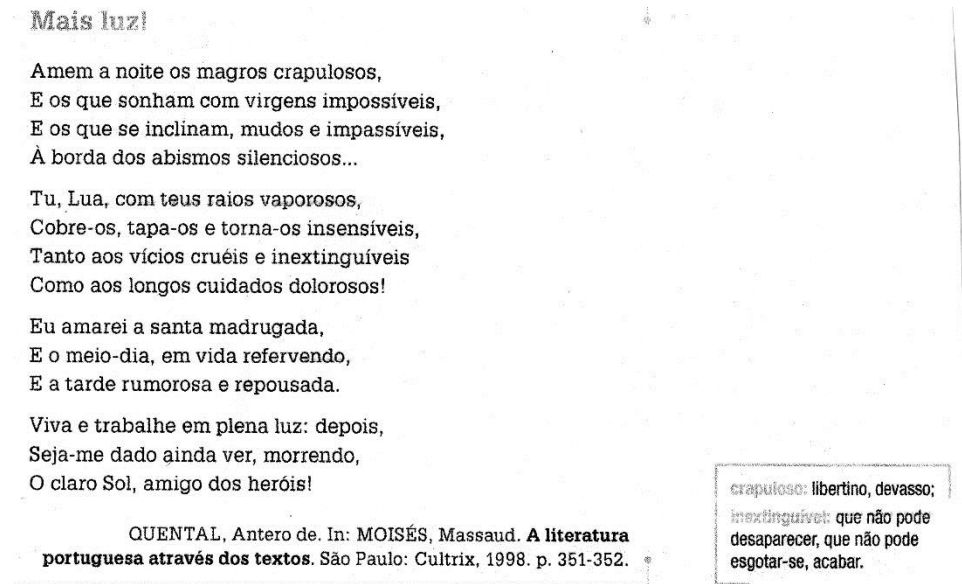 Mais luz!
Amem a noite os magros crapulosos,
E os que sonham com virgens impossíveis,
E os que se inclinam, mudos e impassíveis,
À borda dos abismos silenciosos...
Tu, Lua, com teus raios vaporosos,
Cobre-os, tapa-os e torna-os insensíveis,
Tanto aos vícios cruéis e inextinguíveis
Como aos longos cuidados dolorosos!
Eu amarei a santa madrugada,
E o meio-dia, em vida refervendo,
E a tarde rumorosa e repousada.
Viva e trabalhe em plena luz: depois,
Seja-me dado ainda ver, morrendo,
O claro Sol, amigo dos heróis!
QUENTAL, Antero de. In: MOISÉS, Massaud. A literatura
portuguesa através dos textos. São Paulo: Cultrix, 1998. p. 351-352.
crapuloso: libertino, devasso;
inextinguível: que não pode
desaparecer, que não pode
esgotar-se, acabar.